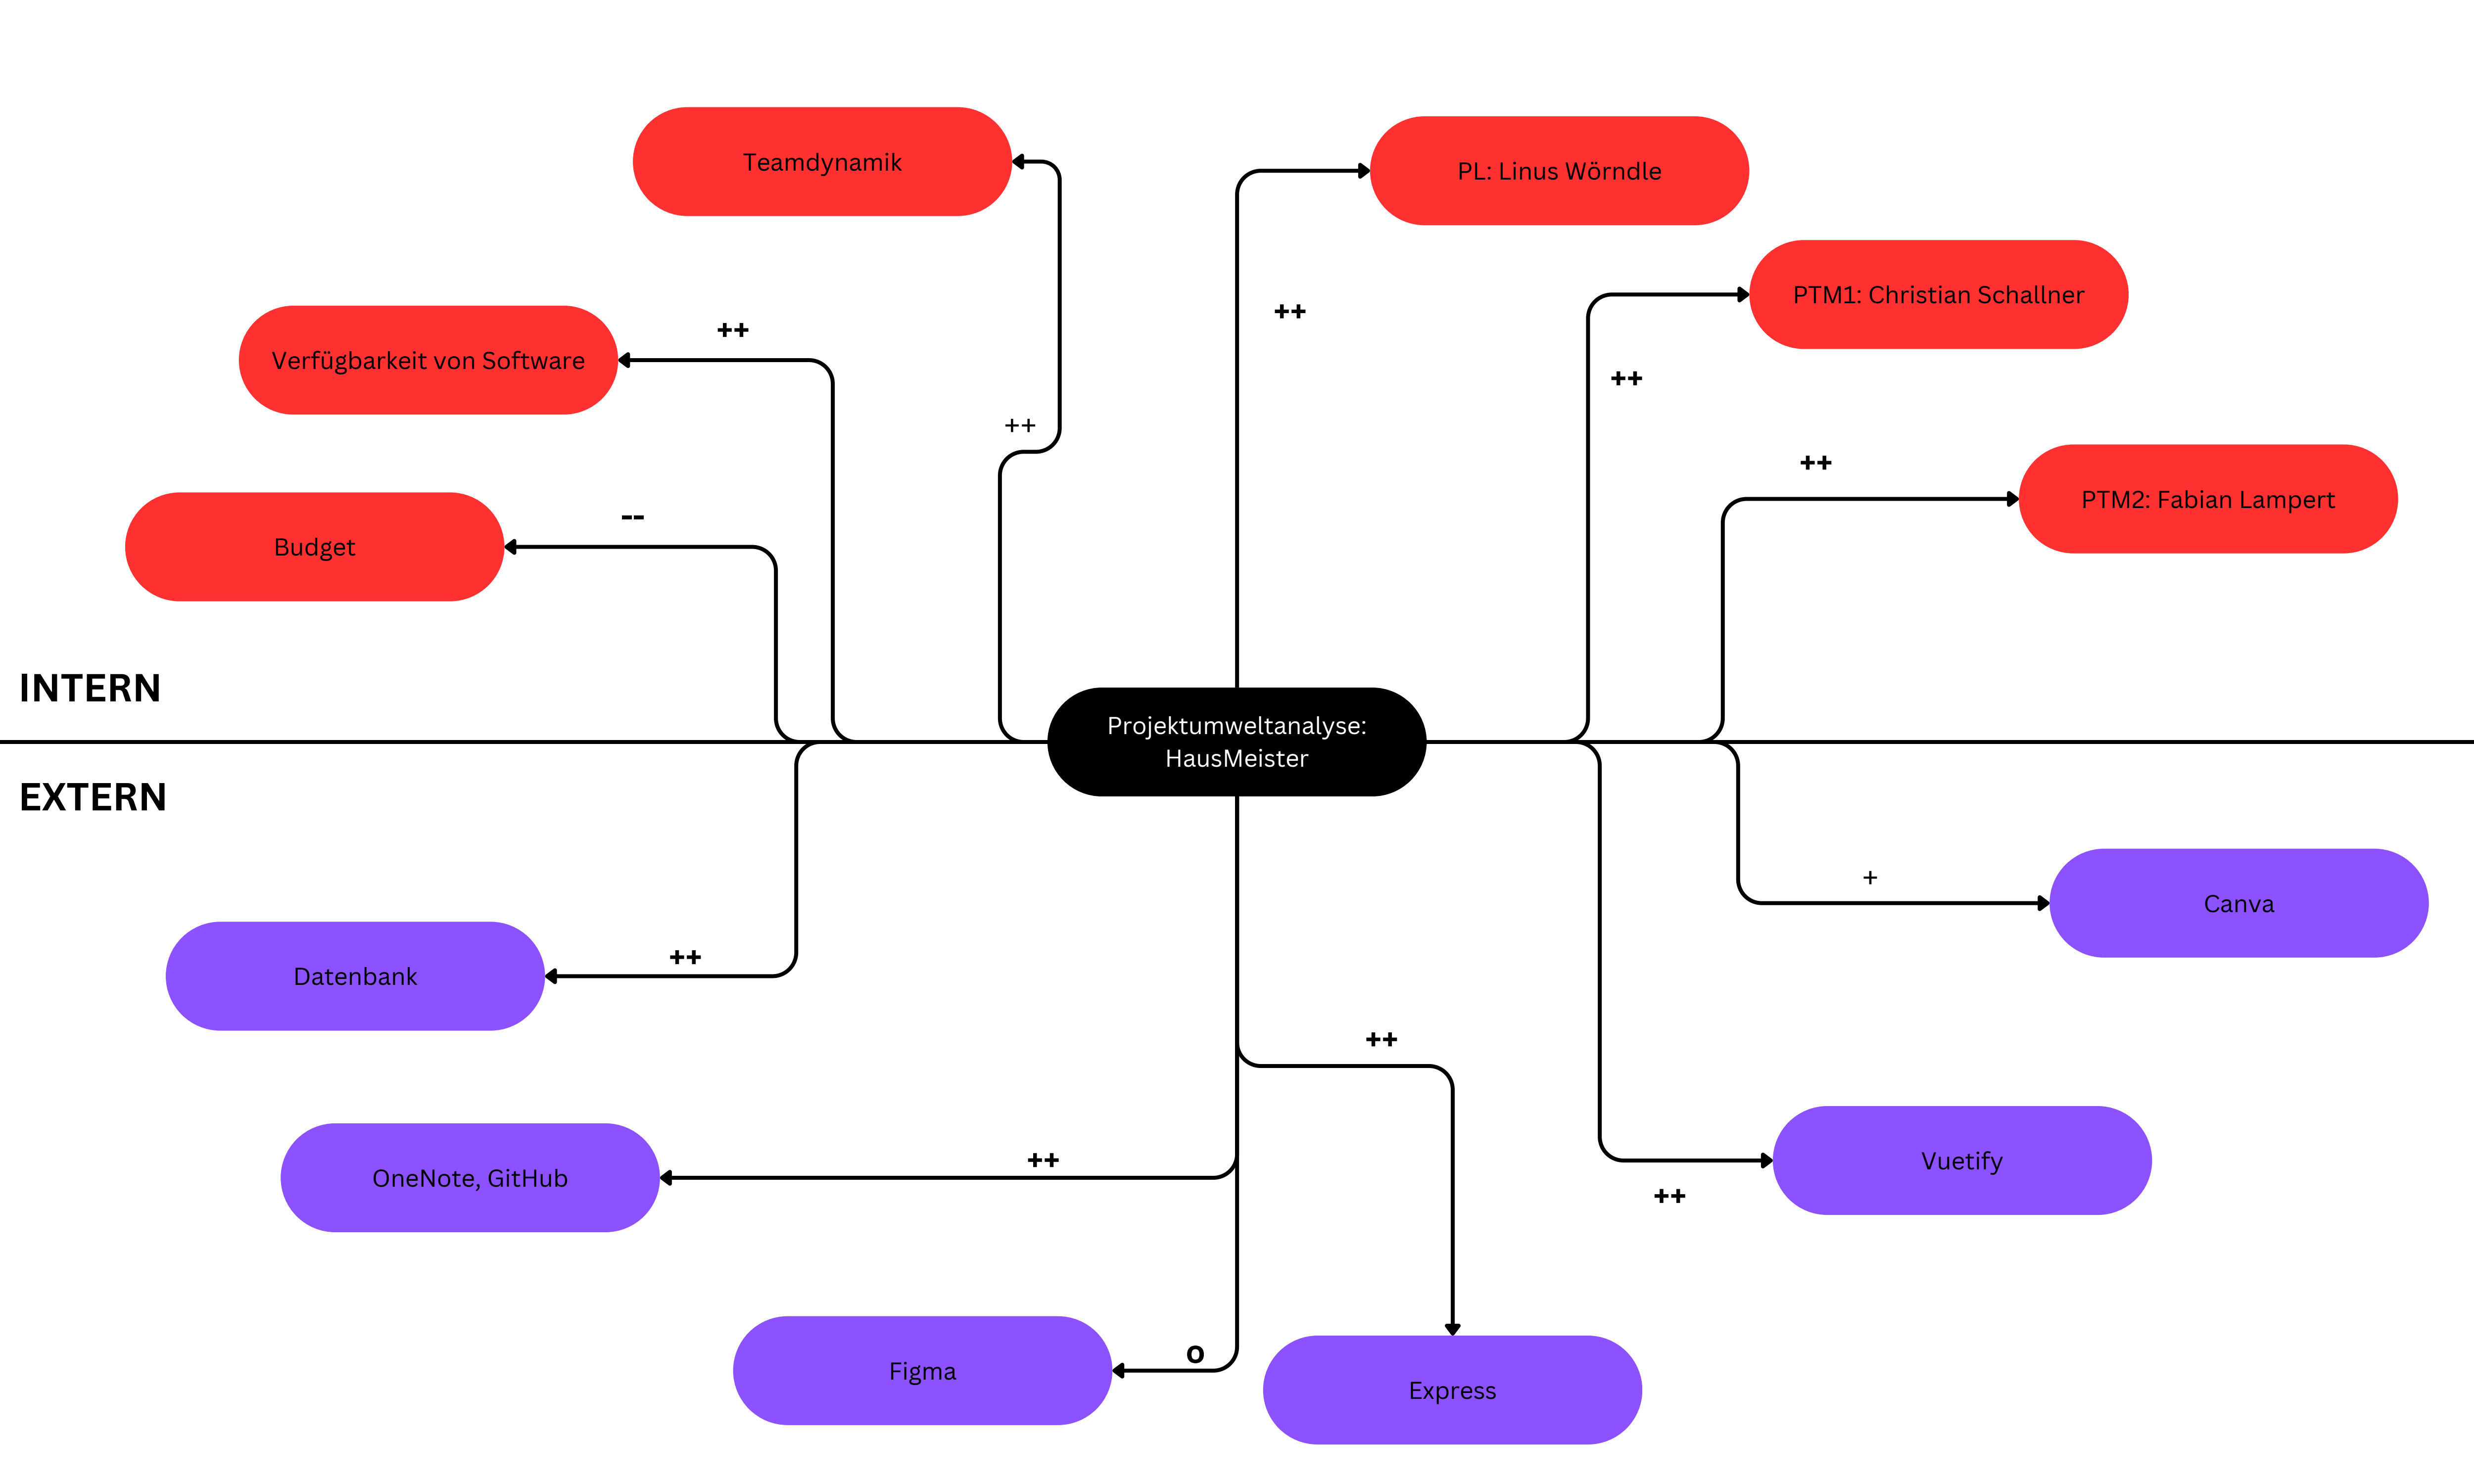 Teamdynamik
PL: Linus Wörndle
PTM1: Christian Schallner
++
++
Verfügbarkeit von Software
++
++
++
PTM2: Fabian Lampert
--
Budget
INTERN
Projektumweltanalyse:
HausMeister
EXTERN
+
Canva
++
Datenbank
++
++
Vuetify
OneNote, GitHub
++
o
Figma
Express